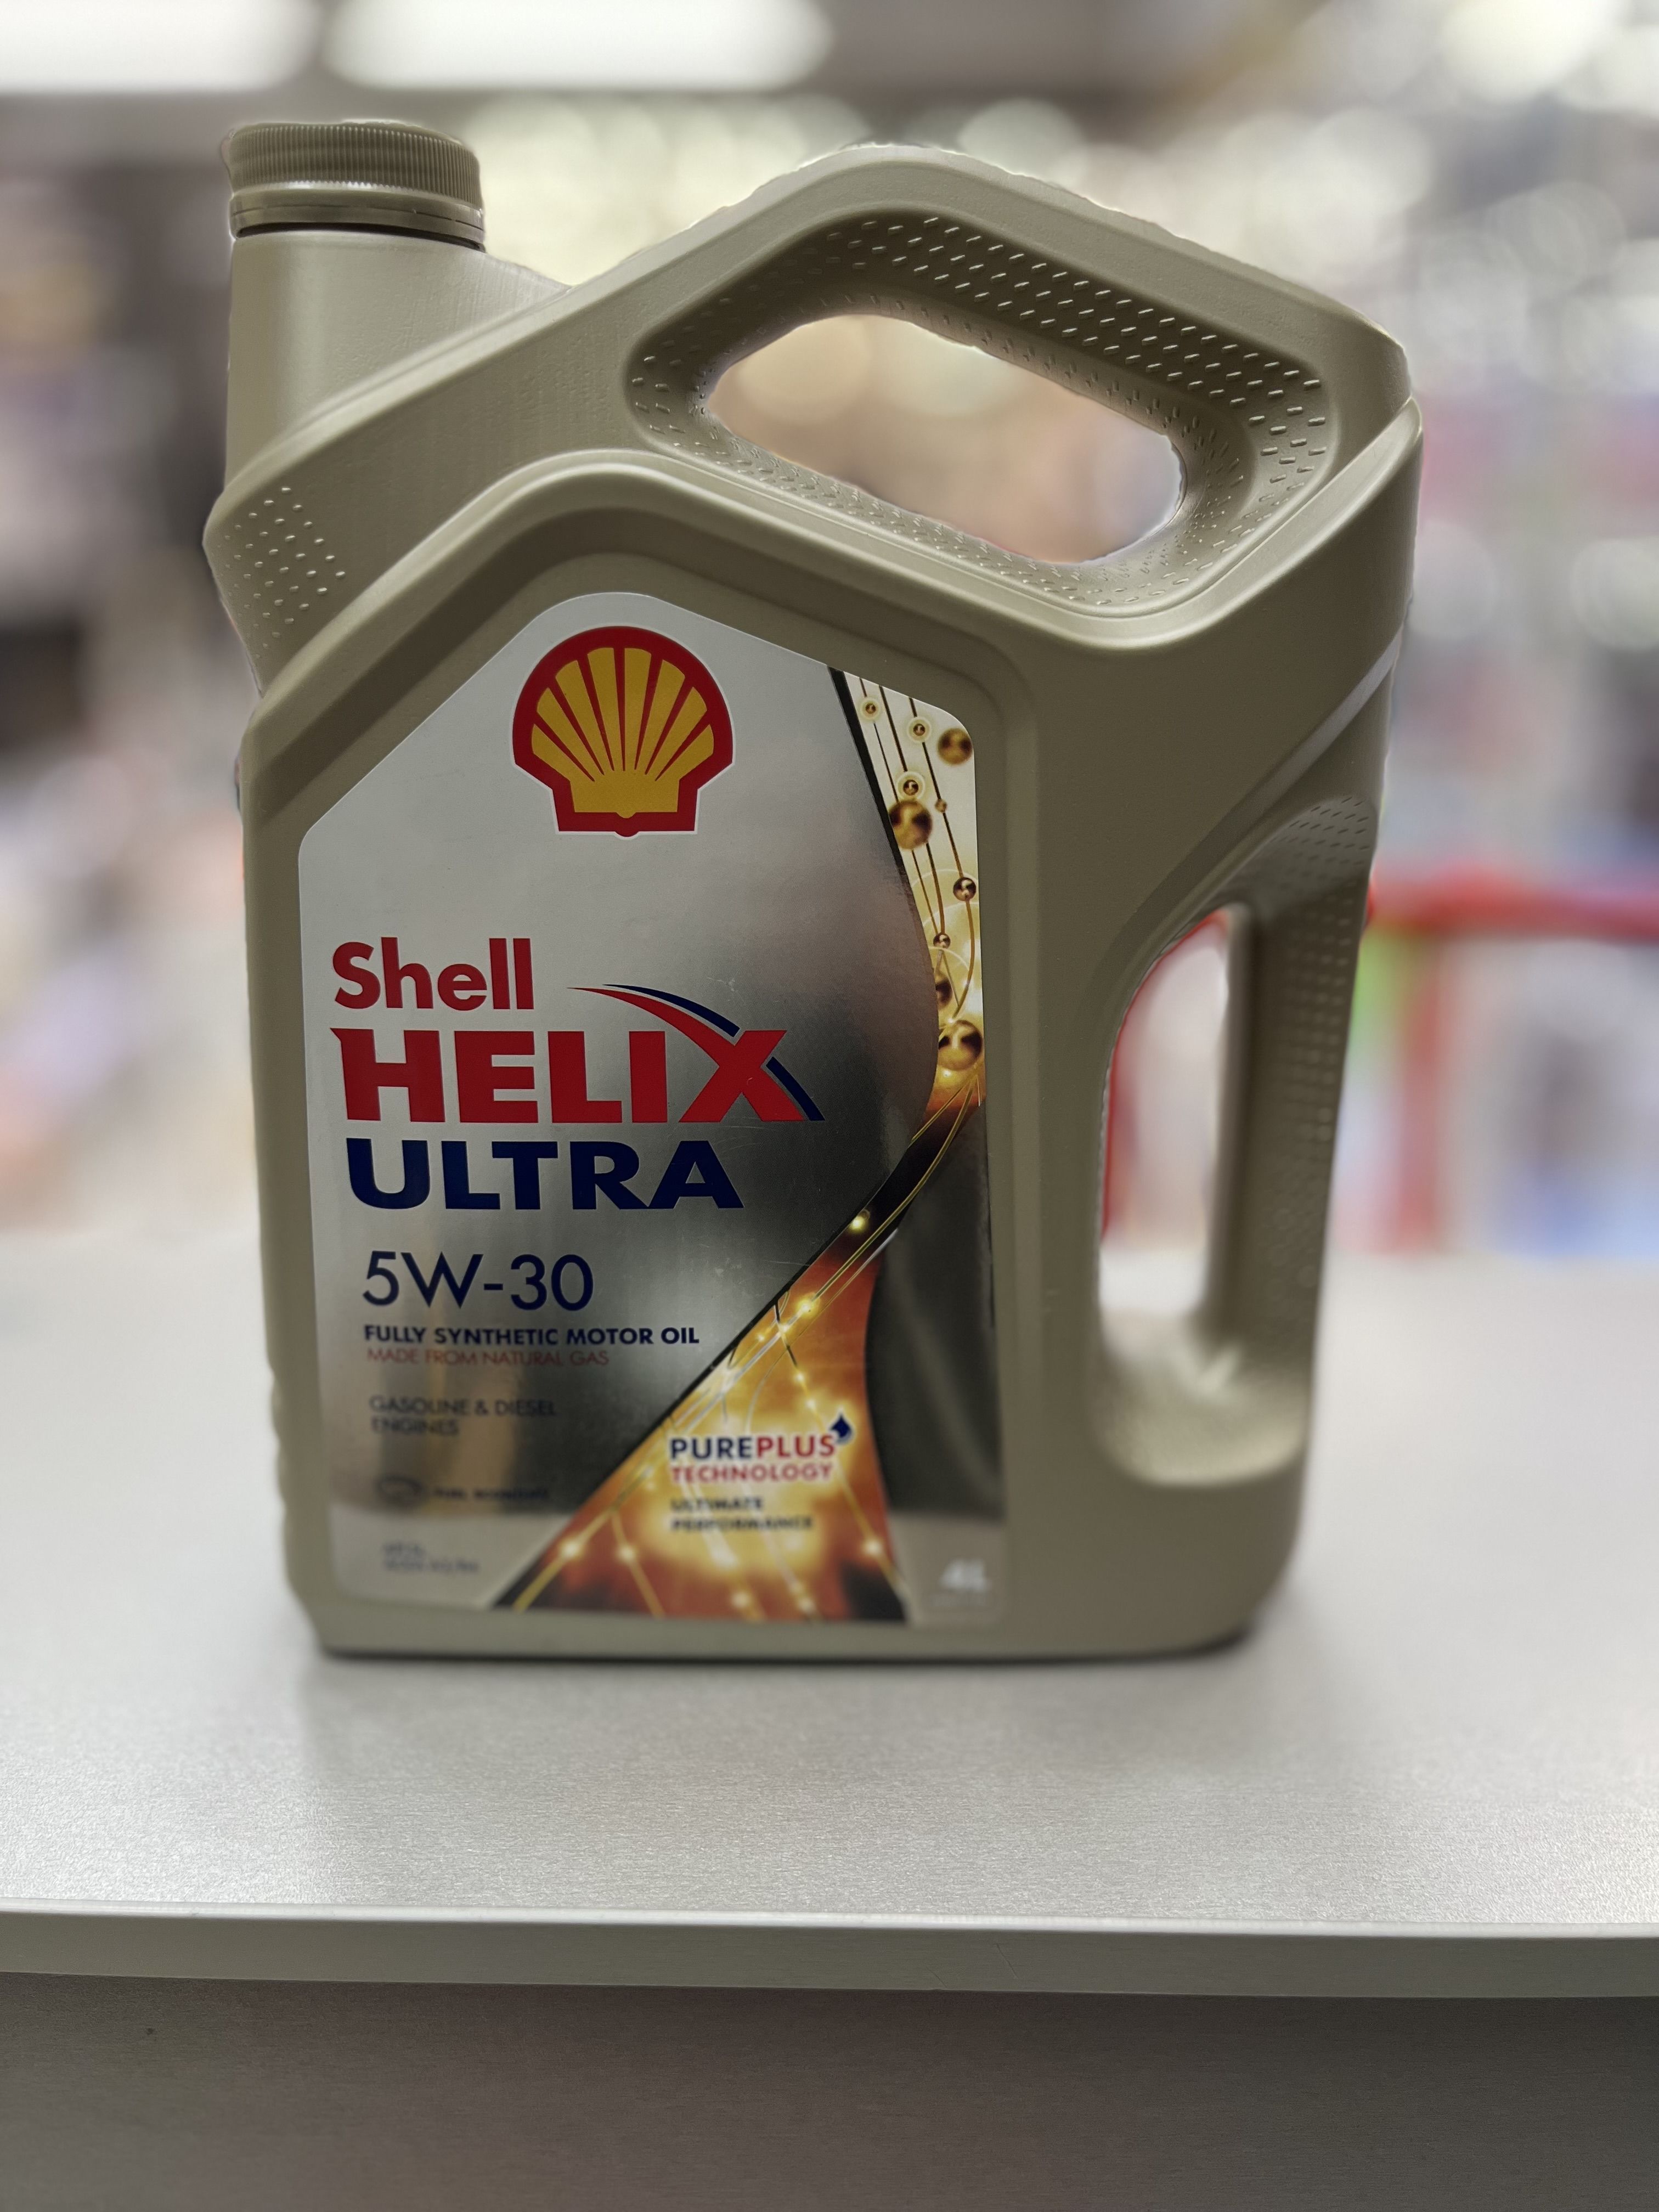 Shell
HELIX
ULTRA
5W-30
FULLY SYNTHETIC MOTOR OIL
MADE FROM NATURAL GAS
GASOLINE & DIESEL
ENGINES
PUREPLUS
TECHNOLOGY
ULTIMATE
PERFORMANCE
4L